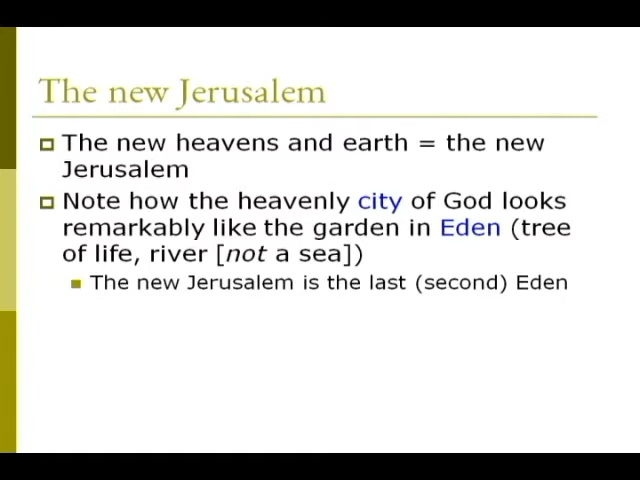 The new Jerusalem
The new heavens and earth = the new
Jerusalem
Note how the heavenly city of God looks
remarkably like the garden in Eden (tree
of life, river [not a sea])
The new Jerusalem is the last (second) Eden